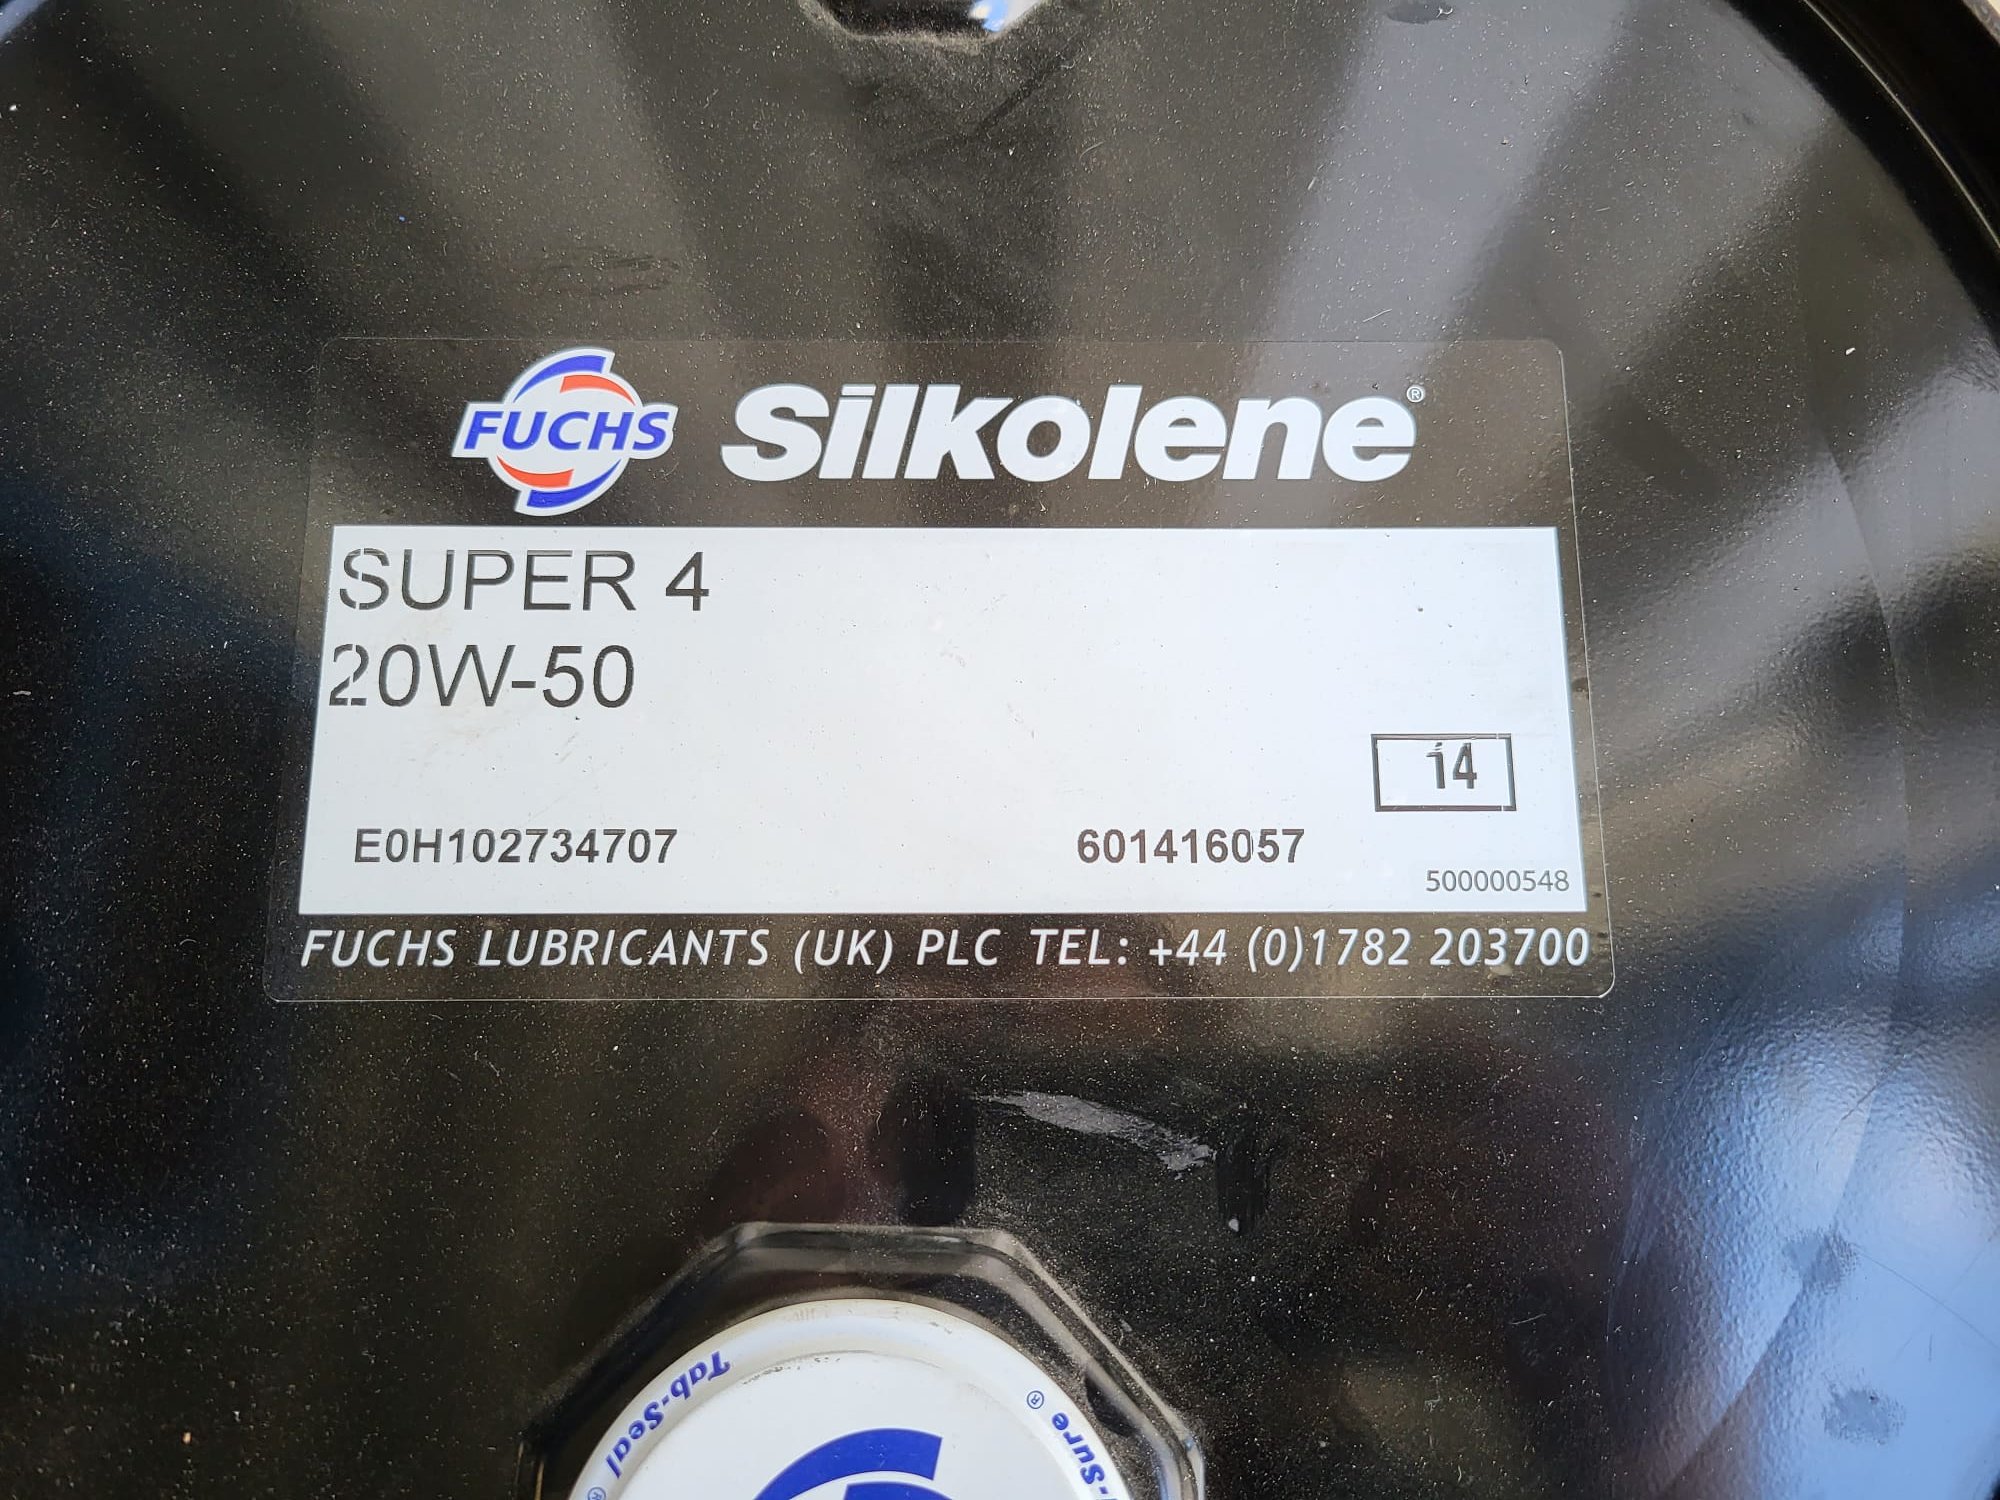 FUCHS Silkolene®
SUPER 4
20W-50
14
E0H102734707 601416057
500000548
FUCHS LUBRICANTS (UK) PLC TEL: +44 (0)1782 203700
Tab-Seal ®
-Sure ®